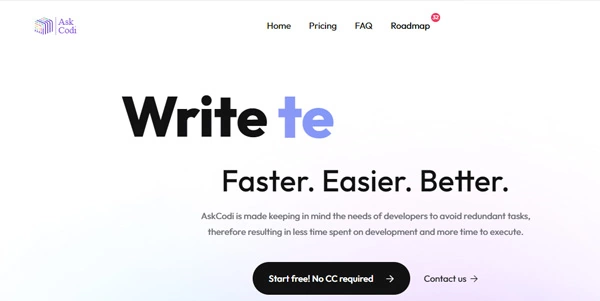 Ask
Codi
Home Pricing FAQ Roadmap 32
Write te
Faster. Easier. Better.
AskCodi is made keeping in mind the needs of developers to avoid redundant tasks,
therefore resulting in less time spent on development and more time to execute.
Start free! No CC required → Contact us →